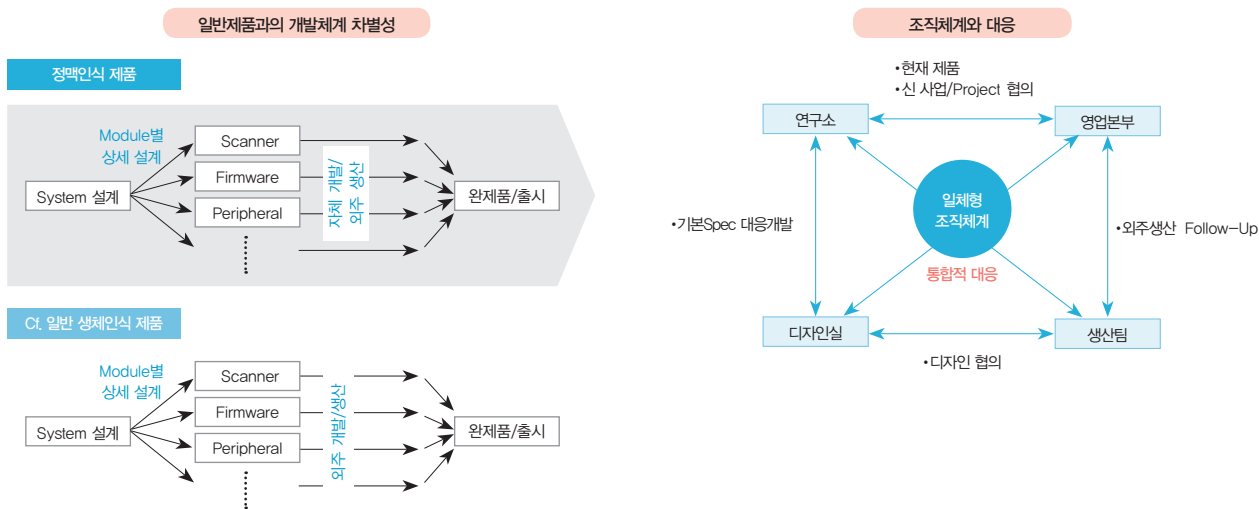 일반제품과의 개발체계 차별성
정맥인식 제품
Module별
상세 설계
System 설계
Scanner
Firmware
Peripheral
자체 개발/
외주 생산
완제품/출시
Cf. 일반 생체인식 제품
Module별
상세 설계
System 설계
Scanner
Firmware
Peripheral
외주 개발/생산
완제품/출시
조직체계와 대응
•현재 제품
•신 사업/Project 협의
연구소
영업본부
일체형
조직체계
통합적 대응
•기본Spec 대응개발
•외주생산 Follow-Up
디자인실
생산팀
•디자인 협의